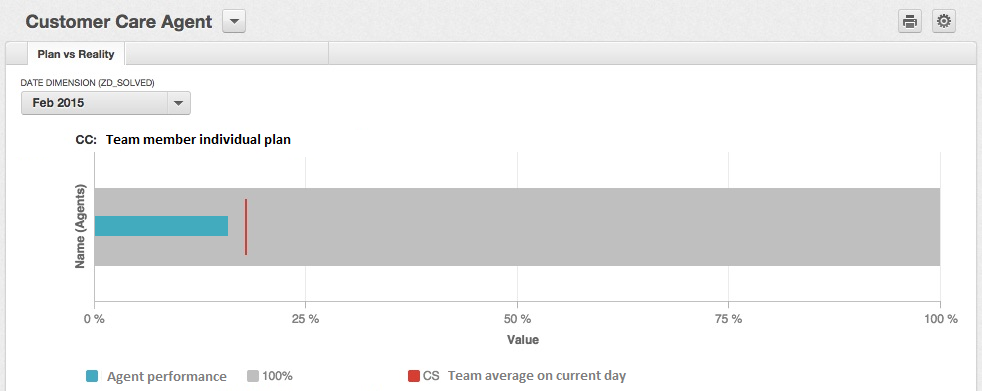 Customer Care Agent
Plan vs Reality
DATE DIMENSION (ZD_SOLVED)
Feb 2015
CC: Team member individual plan
Name (Agents)
0 % 25 % 50 % 75 % 100 %
Value
Agent performance 100% CS Team average on current day